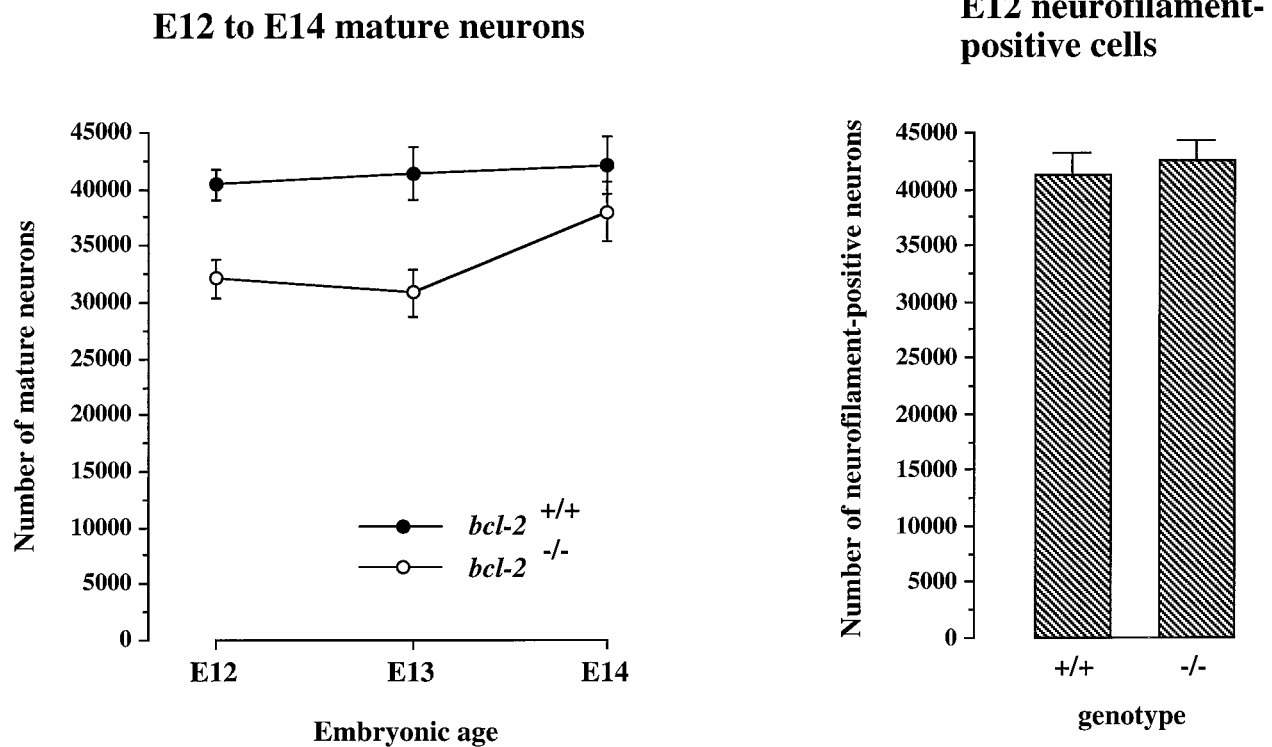 E12 to E14 mature neurons
Number of mature neurons
45000
40000
35000
30000
25000
20000
15000
10000
5000
0
bcl-2 +/+
bcl-2 -/-
E12 E13 E14
Embryonic age
E12 neurofilament-
positive cells
Number of neurofilament-positive neurons
45000
40000
35000
30000
25000
20000
15000
10000
5000
0
+/+ -/-
genotype